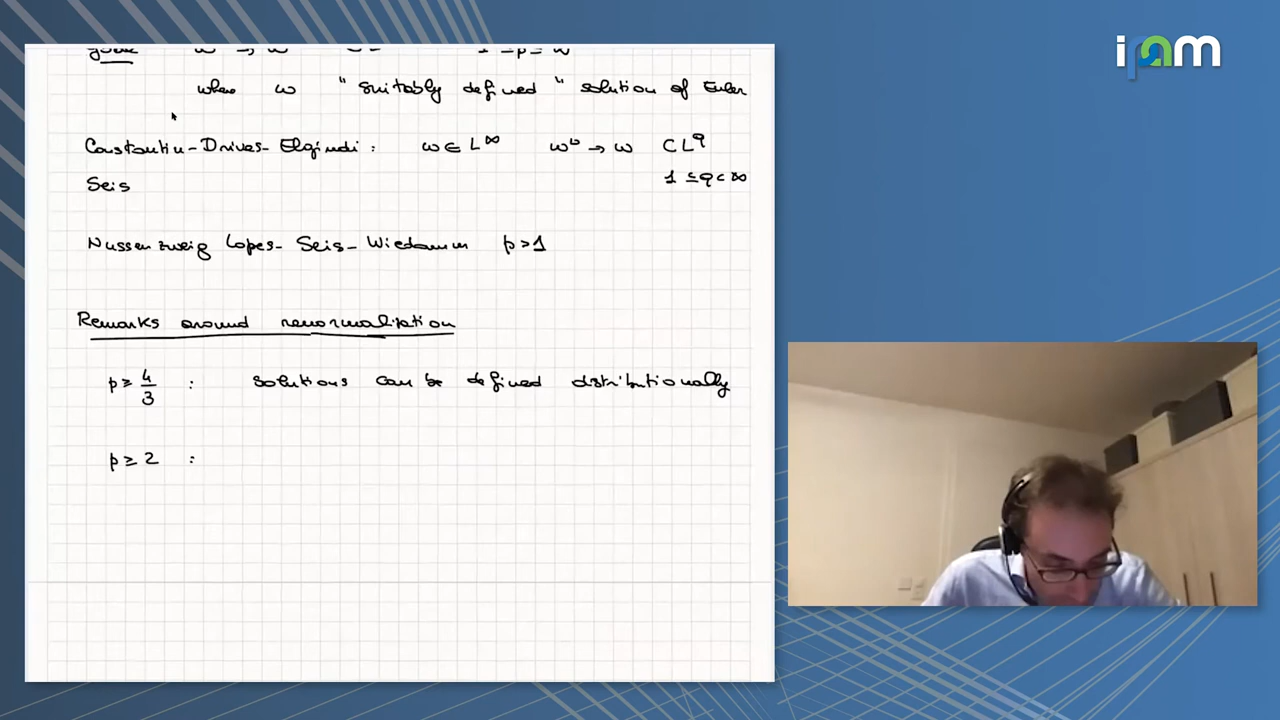 ipam
where ω "suitably defined" solution of Euler
Constantin-Drivas-Elgindi : ω ∈ L^∞ ω^ν → ω CL^q
Seis 1 ≤ q < ∞
Nussenzweig Lopes - Seis - Wiedemann p > 1
Remarks around renormalization
p ≥ 4/3 : solutions can be defined distributionally
p ≥ 2 :